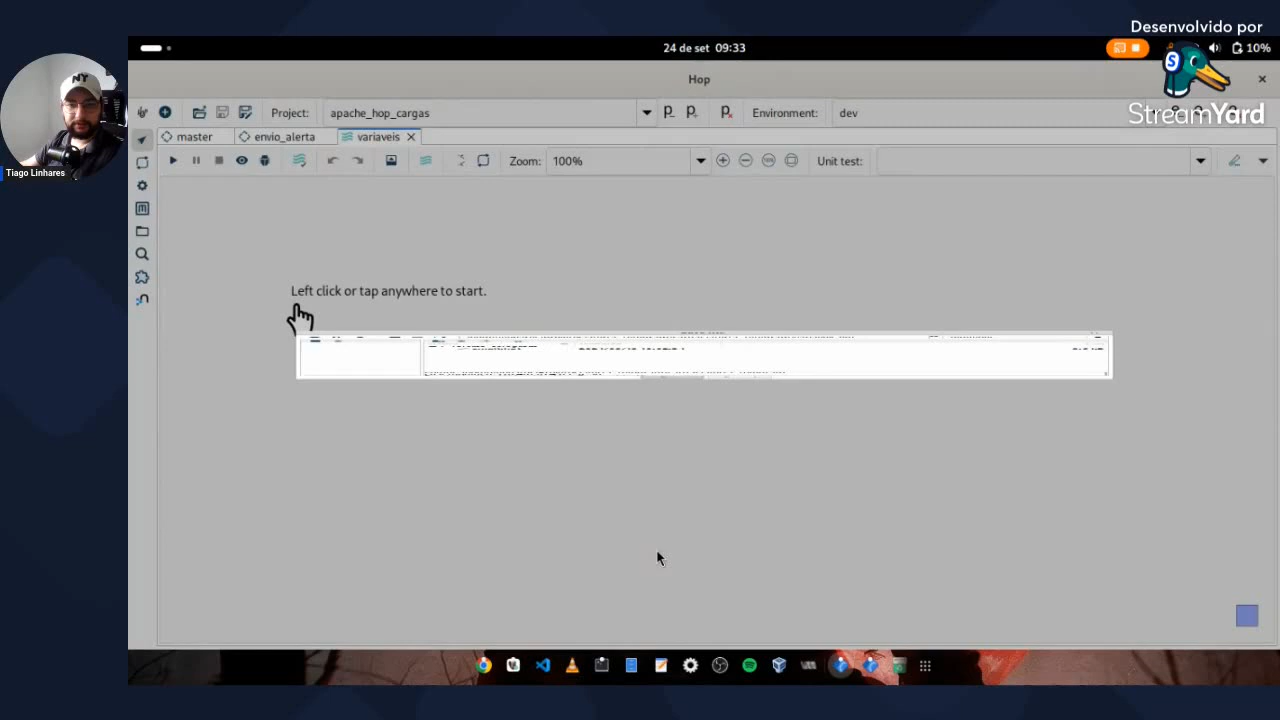 Desenvolvido por
StreamYard
Tiago Linhares
24 de set 09:33
10%
Hop
Project:
apache_hop_cargas
Environment:
dev
master
envio_alerta
variaveis
Zoom:
100%
Unit test:
Left click or tap anywhere to start.